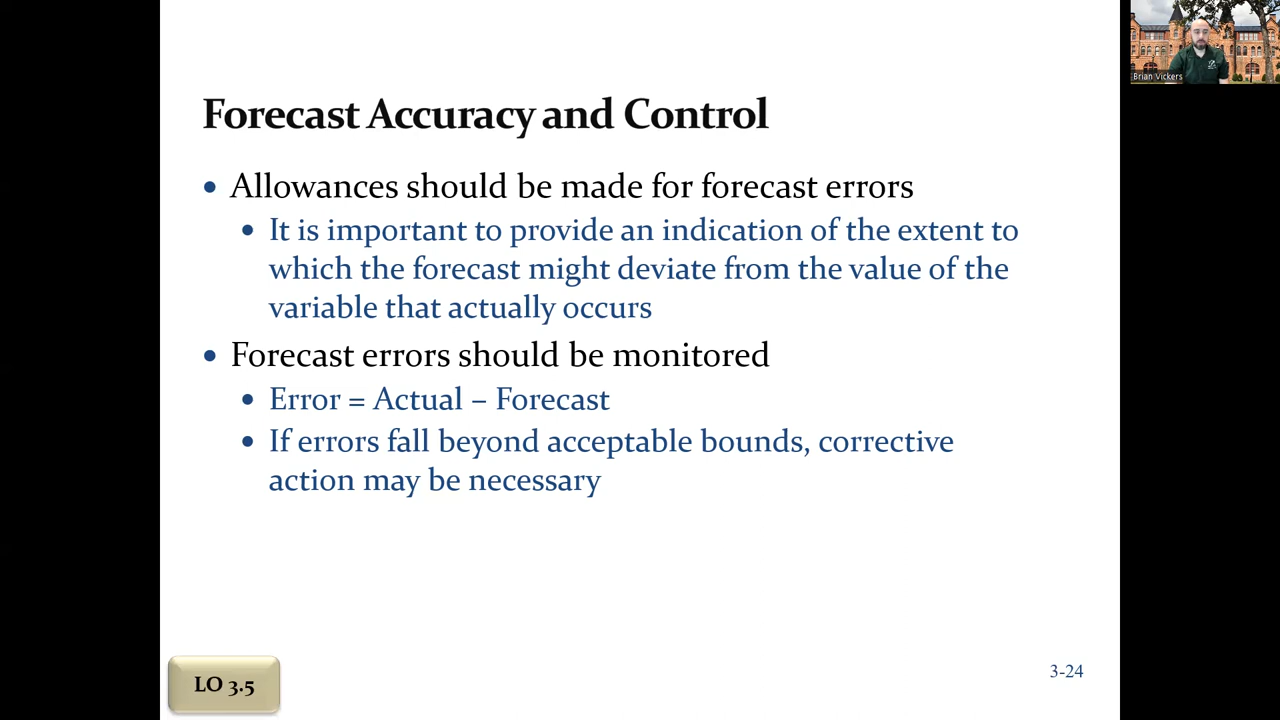 Forecast Accuracy and Control
• Allowances should be made for forecast errors
• It is important to provide an indication of the extent to
which the forecast might deviate from the value of the
variable that actually occurs
• Forecast errors should be monitored
• Error = Actual – Forecast
• If errors fall beyond acceptable bounds, corrective
action may be necessary
LO 3.5
3-24
Brian Vickers